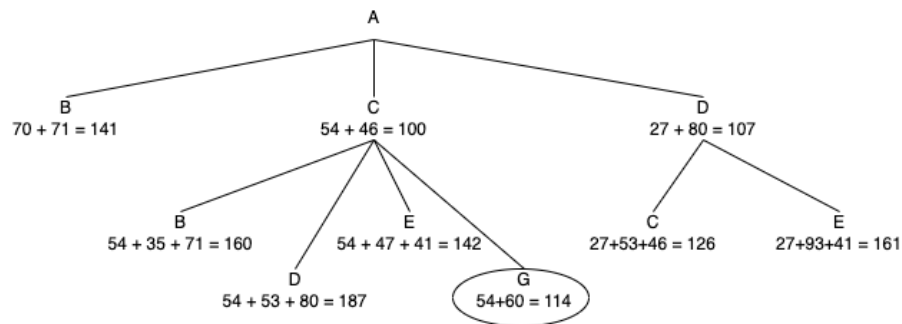 A
B
70 + 71 = 141
C
54 + 46 = 100
D
27 + 80 = 107
B
54 + 35 + 71 = 160
E
54 + 47 + 41 = 142
C
27+53+46 = 126
E
27+93+41 = 161
D
54 + 53 + 80 = 187
G
54+60 = 114